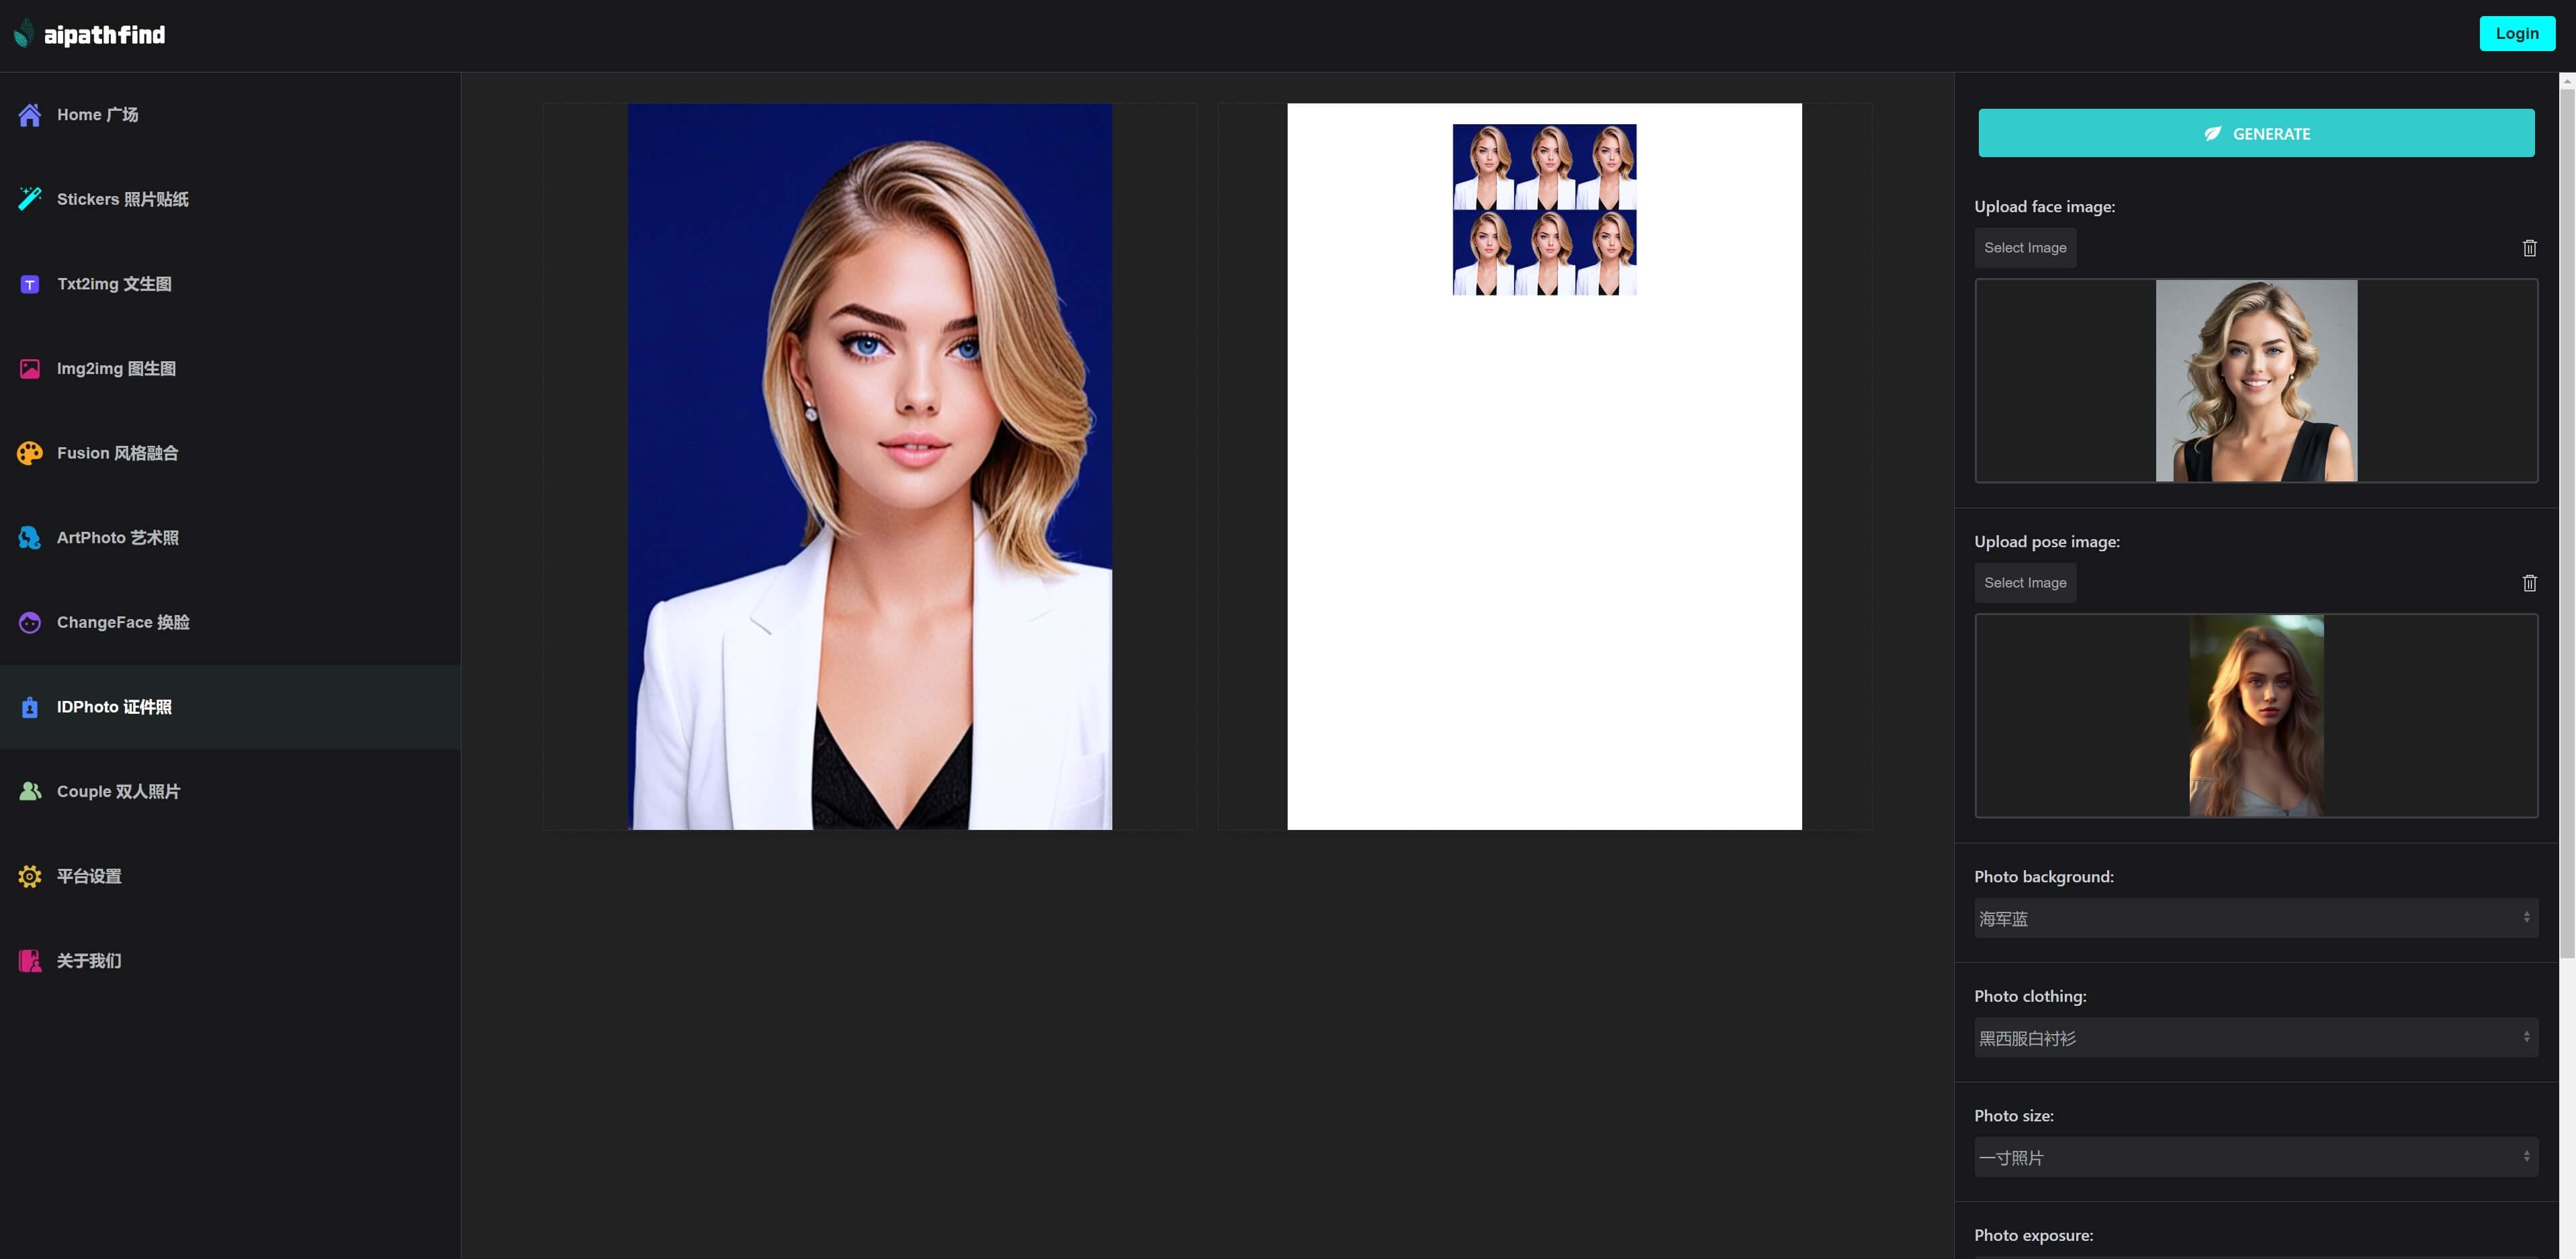 aipathfind
Login
Home 广场
Stickers 照片贴纸
Txt2img 文生图
Img2img 图生图
Fusion 风格融合
ArtPhoto 艺术照
ChangeFace 换脸
IDPhoto 证件照
Couple 双人照片
平台设置
关于我们
GENERATE
Upload face image:
Select Image
Upload pose image:
Select Image
Photo background:
海军蓝
Photo clothing:
黑西服白衬衫
Photo size:
一寸照片
Photo exposure: